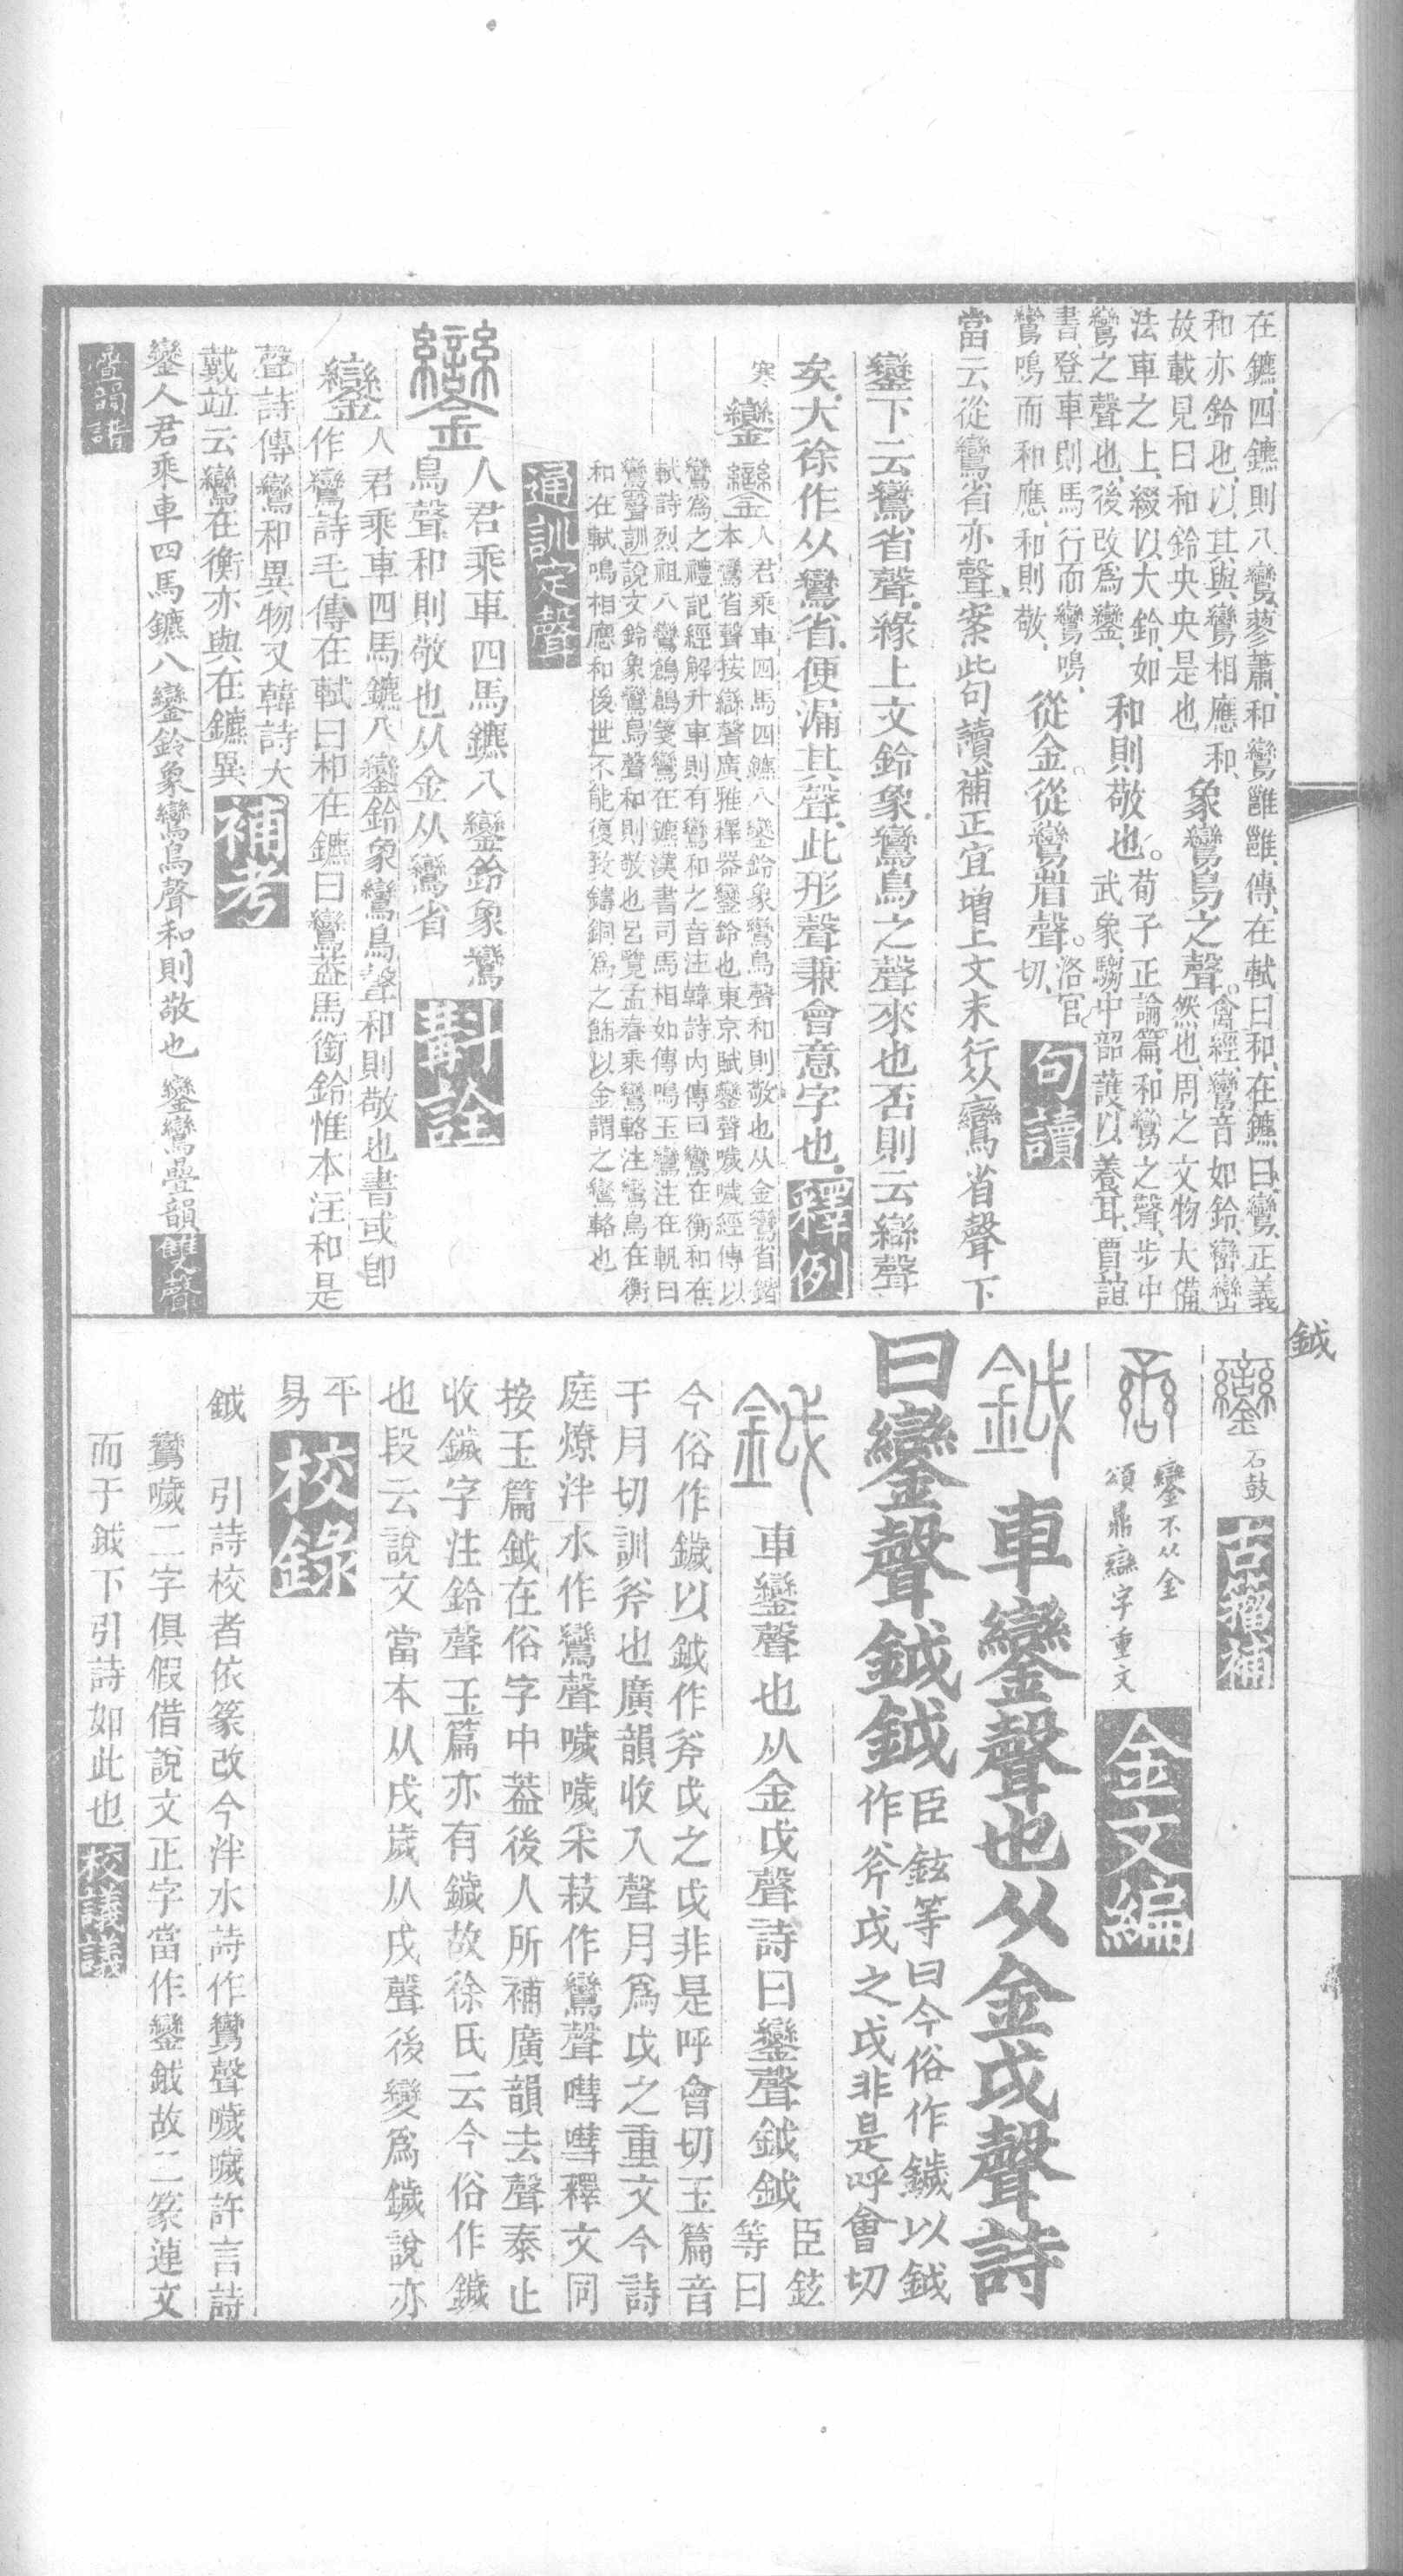 在鑣四鑣則八鸞蓼蕭和鸞雝雝傳在軾曰和在鑣曰鸞正義
和亦鈴也以其與鸞相應和象鸞鳥之聲禽經鸞音如鈴巒巒
故載見曰和鈴央央是也然也周之文物大備
法車之上綴以大鈴如和則敬也荀子正論篇和鸞之聲步中
鸞之聲也後改爲鑾武象騶中韶護以養耳賈誼
書登車則馬行而鸞鳴從金從鸞省聲洛官
鸞鳴而和應和則敬切句讀
當云從鸞省亦聲案此句讀補正宜增上文末行从鸞省聲下
鑾下云鸞省聲緣上文鈴象鸞鳥之聲來也否則云䜌聲
矣大徐作从鸞省便漏其聲此形聲兼會意字也釋例
寒鑾人君乘車四馬四鑣八鑾鈴象鸞鳥聲和則敬也从金鸞省鍇
本鸞省聲按䜌聲廣雅釋器鑾鈴也東京賦鑾聲噦噦經傳以
鸞爲之禮記經解升車則有鸞和之音注韓詩內傳曰鸞在衡和在
軾詩烈祖八鸞鶬鶬箋鸞在鑣漢書司馬相如傳鳴玉鸞注在軛曰
鸞聲訓說文鈴象鸞鳥聲和則敬也呂覽孟春乘鸞輅注鸞鳥在衡
和在軾鳴相應和後世不能復致鑄銅爲之飾以金謂之鸞輅也
通訓定聲
鑾人君乘車四馬鑣八鑾鈴象鸞
鳥聲和則敬也从金从鸞省斠詮
鑾人君乘車四馬鑣八鑾鈴象鸞鳥聲和則敬也書或卽
作鸞詩毛傳在軾曰和在鑣曰鸞葢馬銜鈴惟本注和是
聲詩傳鸞和異物又韓詩大
戴竝云鸞在衡亦與在鑣異補考
鑾人君乘車四馬鑣八鑾鈴象鸞鳥聲和則敬也鑾鸞疊韻雙聲
疊韻譜
鉞
鑾石鼓古籀補
鑾不从金
頌鼎䜌字重文金文編
鉞車鑾聲也从金戉聲詩
曰鑾聲鉞鉞臣鉉等曰今俗作鐬以鉞
作斧戉之戉非是呼會切
鉞車鑾聲也从金戉聲詩曰鑾聲鉞鉞臣鉉
等曰
今俗作鐬以鉞作斧戉之戉非是呼會切玉篇音
于月切訓斧也廣韻收入聲月爲戉之重文今詩
庭燎泮水作鸞聲噦噦采菽作鸞聲嘒嘒釋文同
按玉篇鉞在俗字中葢後人所補廣韻去聲泰止
收鐬字注鈴聲玉篇亦有鐬故徐氏云今俗作鐬
也段云說文當本从戌歲从戌聲後變爲鐬說亦
平
易校錄
鉞 引詩校者依篆改今泮水詩作鸞聲噦噦許言詩
鸞噦二字俱假借說文正字當作鑾鉞故二篆連文
而于鉞下引詩如此也校議議